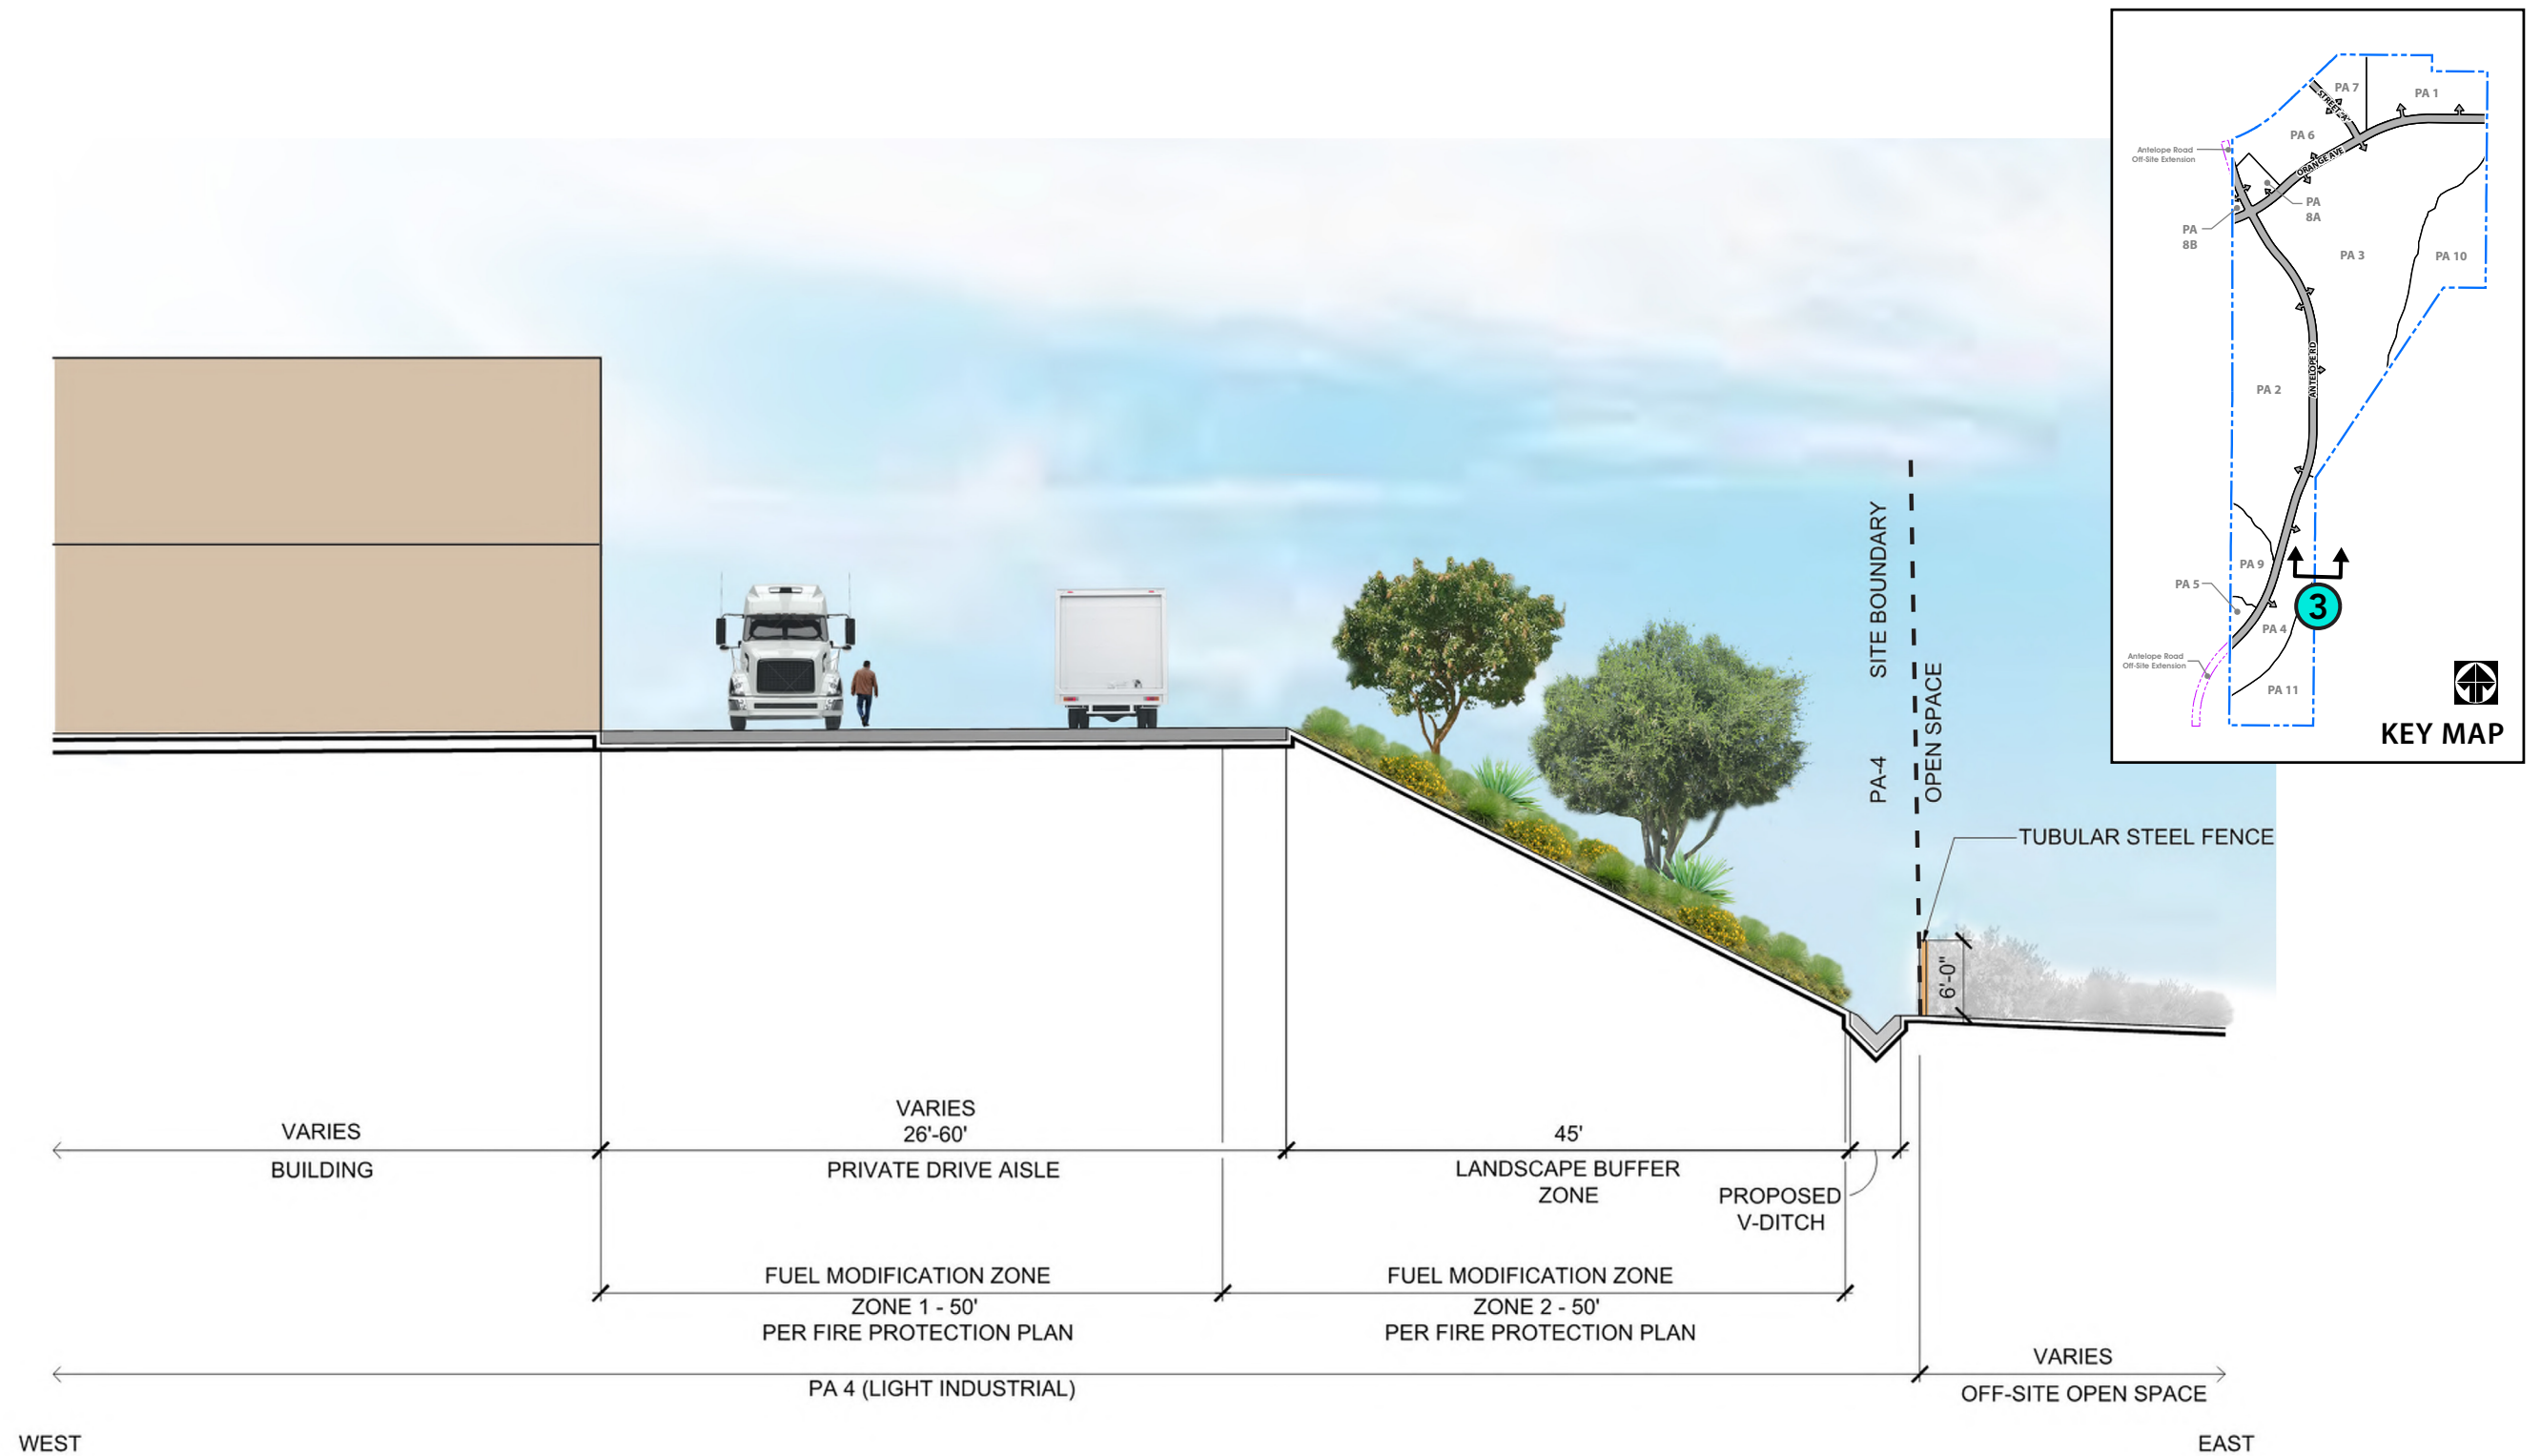 PA 7
PA 1
STREET A
PA 6
Antelope Road
Off-Site Extension
ORANGE AVE
PA
8A
PA
8B
PA 3
PA 10
ANTELOPE RD
PA 2
PA 9
PA 5
3
PA 4
Antelope Road
Off-Site Extension
PA 11
KEY MAP
PA-4 SITE BOUNDARY
OPEN SPACE
TUBULAR STEEL FENCE
6'-0"
VARIES
BUILDING
VARIES
26'-60'
PRIVATE DRIVE AISLE
45'
LANDSCAPE BUFFER
ZONE
PROPOSED
V-DITCH
FUEL MODIFICATION ZONE
ZONE 1 - 50'
PER FIRE PROTECTION PLAN
FUEL MODIFICATION ZONE
ZONE 2 - 50'
PER FIRE PROTECTION PLAN
PA 4 (LIGHT INDUSTRIAL)
VARIES
OFF-SITE OPEN SPACE
WEST
EAST